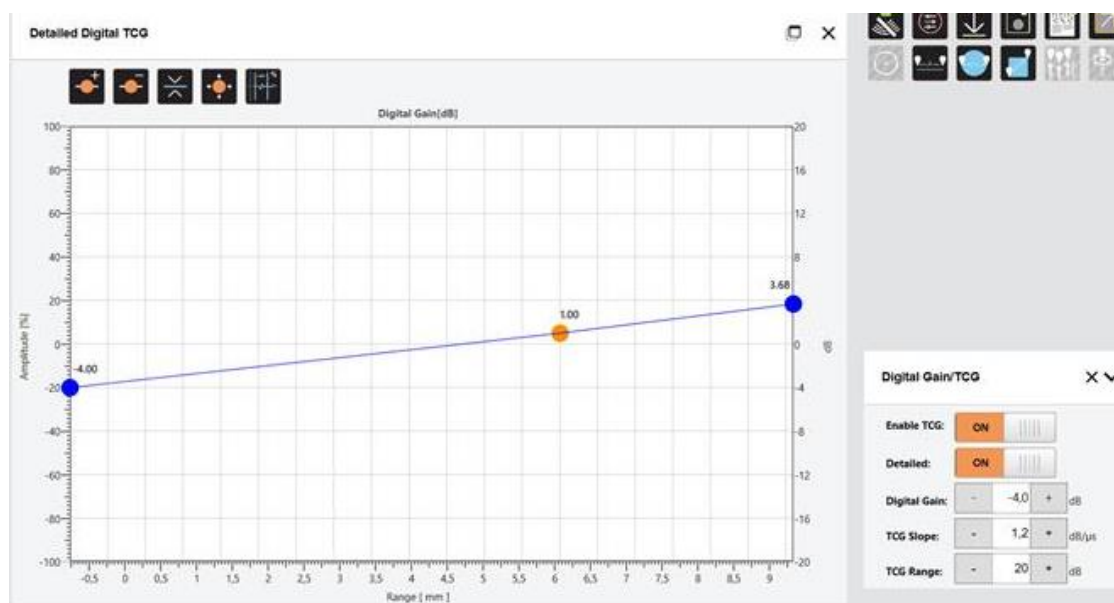 Detailed Digital TCG
Digital Gain[dB]
100 80 60 40 20 0 -20 -40 -60 -80 -100
Amplitude [%]
20 16 12 8 4 0 -4 -8 -12 -16 -20
dB
-4.00
1.00
3.68
-0,5 0 0,5 1 1,5 2 2,5 3 3,5 4 4,5 5 5,5 6 6,5 7 7,5 8 8,5 9
Range [ mm ]
Digital Gain/TCG
Enable TCG: ON
Detailed: ON
Digital Gain: - -4,0 + dB
TCG Slope: - 1,2 + dB/µs
TCG Range: - 20 + dB